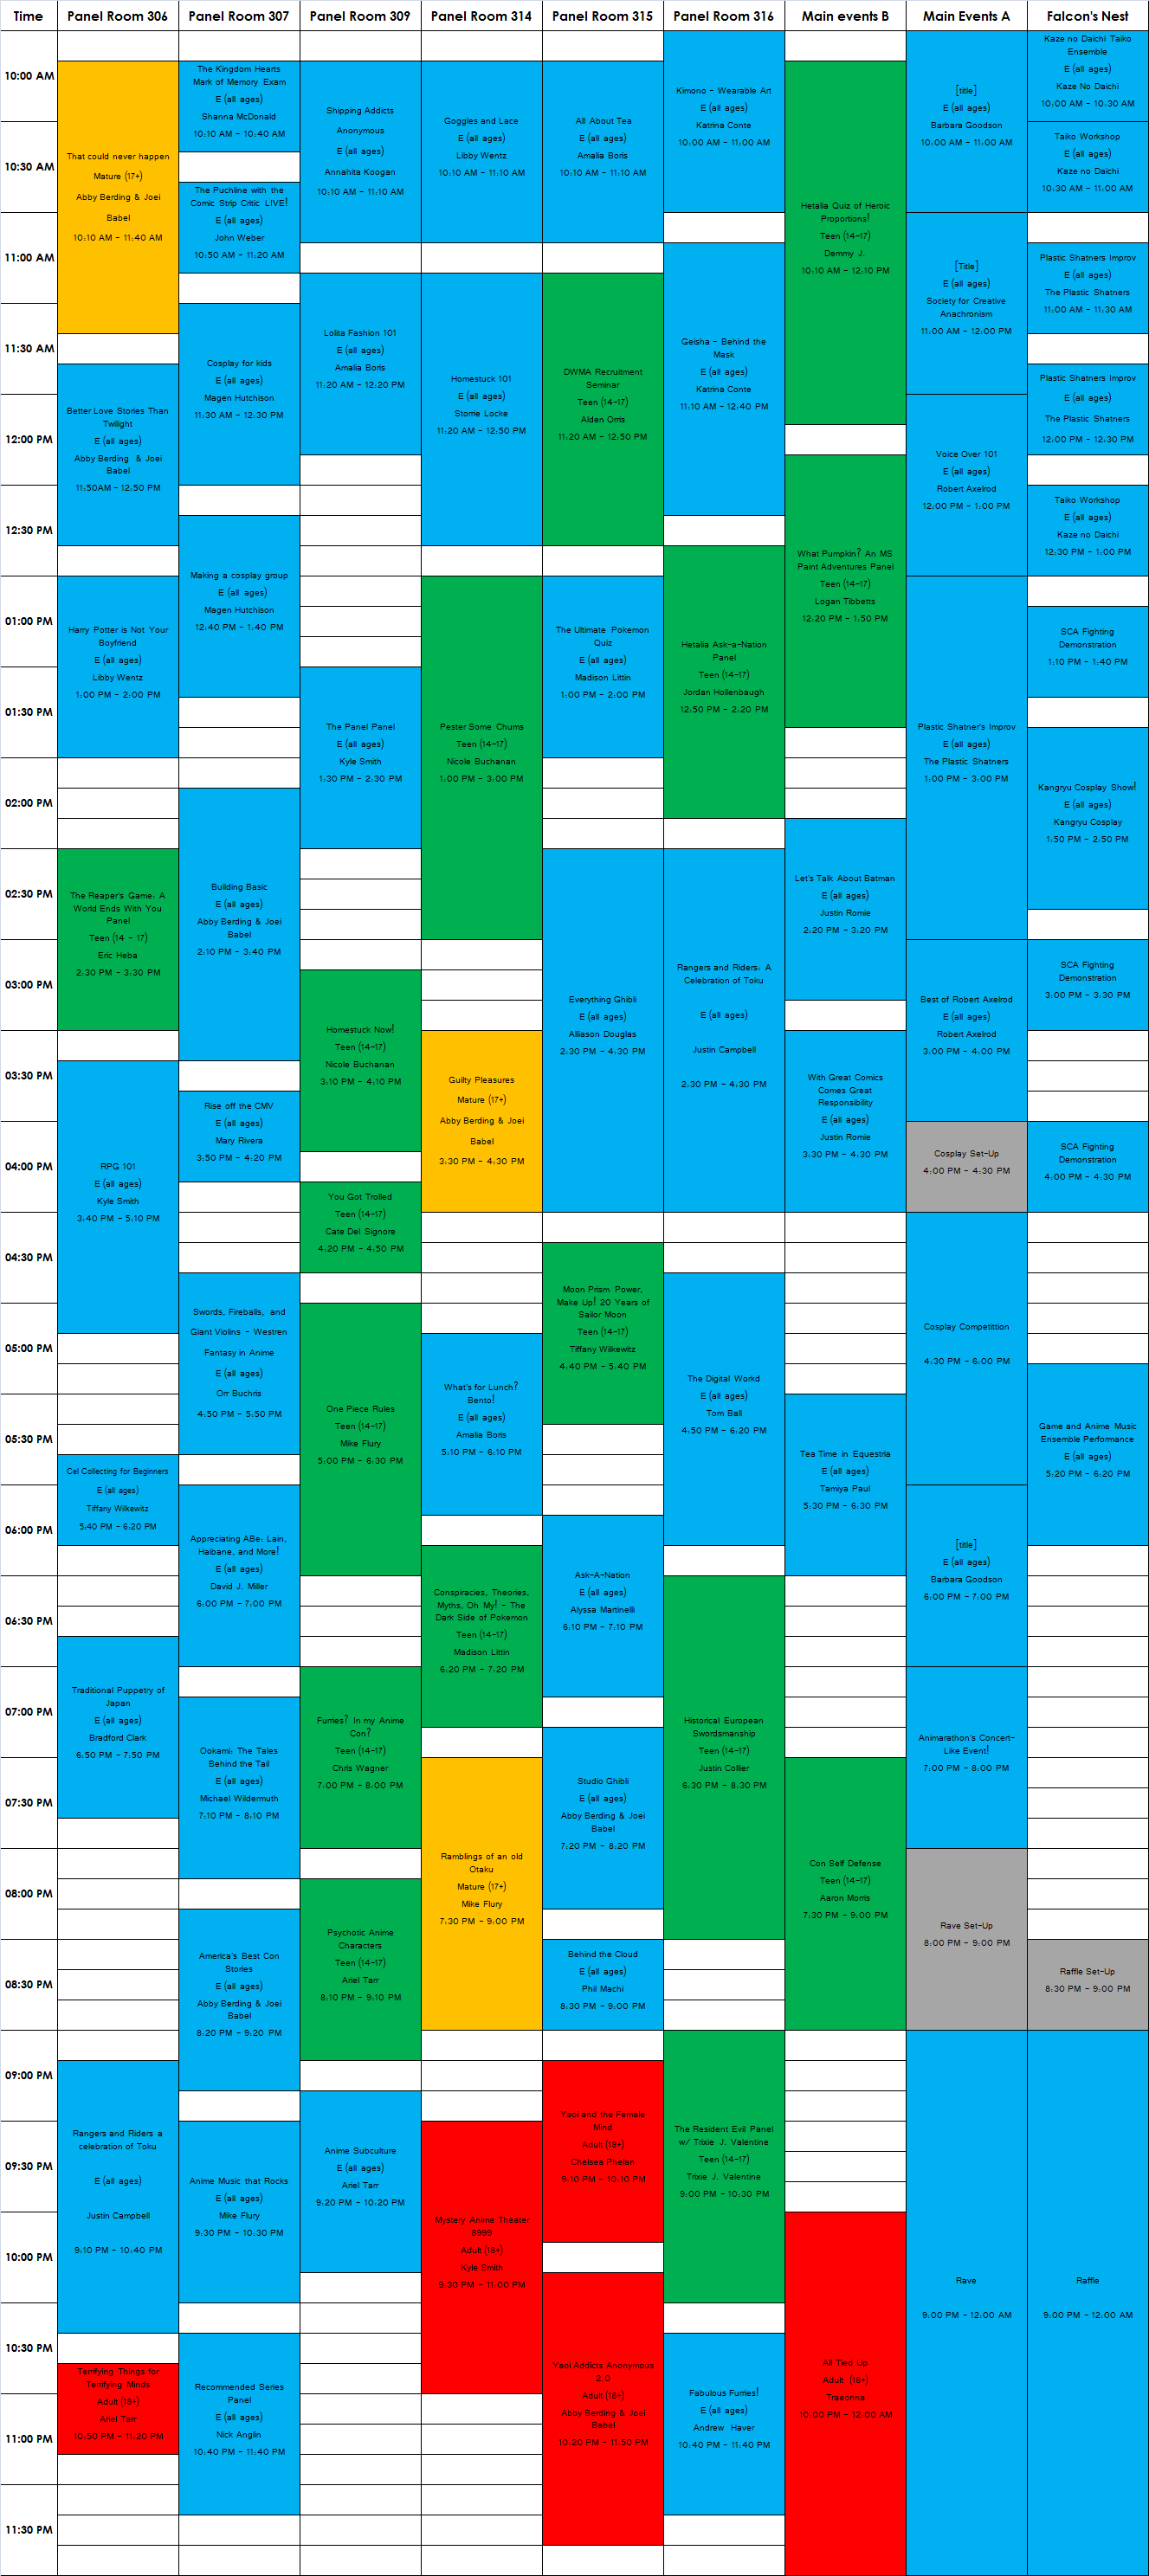 Time
Panel Room 306
Panel Room 307
Panel Room 309
Panel Room 314
Panel Room 315
Panel Room 316
Main events B
Main Events A
Falcon's Nest
10:00 AM
10:30 AM
11:00 AM
11:30 AM
12:00 PM
12:30 PM
01:00 PM
01:30 PM
02:00 PM
02:30 PM
03:00 PM
03:30 PM
04:00 PM
04:30 PM
05:00 PM
05:30 PM
06:00 PM
06:30 PM
07:00 PM
07:30 PM
08:00 PM
08:30 PM
09:00 PM
09:30 PM
10:00 PM
10:30 PM
11:00 PM
11:30 PM
That could never happen
Mature (17+)
Abby Berding & Joei
Babel
10:10 AM - 11:40 AM
Better Love Stories Than
Twilight
E (all ages)
Abby Berding & Joei
Babel
11:50AM - 12:50 PM
Harry Potter is Not Your
Boyfriend
E (all ages)
Libby Wentz
1:00 PM - 2:00 PM
The Reaper's Game: A
World Ends With You
Panel
Teen (14 - 17)
Eric Heba
2:30 PM - 3:30 PM
RPG 101
E (all ages)
Kyle Smith
3:40 PM - 5:10 PM
Cel Collecting for Beginners
E (all ages)
Tiffany Wilkewitz
5:40 PM - 6:20 PM
Traditional Puppetry of
Japan
E (all ages)
Bradford Clark
6:50 PM - 7:50 PM
Rangers and Riders a
celebration of Toku
E (all ages)
Justin Campbell
9:10 PM - 10:40 PM
Terrifying Things for
Terrifying Minds
Adult (18+)
Ariel Tarr
10:50 PM - 11:20 PM
The Kingdom Hearts
Mark of Memory Exam
E (all ages)
Shanna McDonald
10:10 AM - 10:40 AM
The Puchline with the
Comic Strip Critic LIVE!
E (all ages)
John Weber
10:50 AM - 11:20 AM
Cosplay for kids
E (all ages)
Magen Hutchison
11:30 AM - 12:30 PM
Making a cosplay group
E (all ages)
Magen Hutchison
12:40 PM - 1:40 PM
Building Basic
E (all ages)
Abby Berding & Joei
Babel
2:10 PM - 3:40 PM
Rise off the CMV
E (all ages)
Mary Rivera
3:50 PM - 4:20 PM
Swords, Fireballs, and
Giant Violins - Westren
Fantasy in Anime
E (all ages)
Orr Buchris
4:50 PM - 5:50 PM
Appreciating ABe: Lain,
Haibane, and More!
E (all ages)
David J. Miller
6:00 PM - 7:00 PM
Ookami: The Tales
Behind the Tail
E (all ages)
Michael Wildermuth
7:10 PM - 8:10 PM
America's Best Con
Stories
E (all ages)
Abby Berding & Joei
Babel
8:20 PM - 9:20 PM
Anime Music that Rocks
E (all ages)
Mike Flury
9:30 PM - 10:30 PM
Recommended Series
Panel
E (all ages)
Nick Anglin
10:40 PM - 11:40 PM
Shipping Addicts
Anonymous
E (all ages)
Annahita Koogan
10:10 AM - 11:10 AM
Lolita Fashion 101
E (all ages)
Amalia Boris
11:20 AM - 12:20 PM
The Panel Panel
E (all ages)
Kyle Smith
1:30 PM - 2:30 PM
Homestuck Now!
Teen (14-17)
Nicole Buchanan
3:10 PM - 4:10 PM
You Got Trolled
Teen (14-17)
Cate Del Signore
4:20 PM - 4:50 PM
One Piece Rules
Teen (14-17)
Mike Flury
5:00 PM - 6:30 PM
Furries? In my Anime
Con?
Teen (14-17)
Chris Wagner
7:00 PM - 8:00 PM
Psychotic Anime
Characters
Teen (14-17)
Ariel Tarr
8:10 PM - 9:10 PM
Anime Subculture
E (all ages)
Ariel Tarr
9:20 PM - 10:20 PM
Goggles and Lace
E (all ages)
Libby Wentz
10:10 AM - 11:10 AM
Homestuck 101
E (all ages)
Storrie Locke
11:20 AM - 12:50 PM
Pester Some Chums
Teen (14-17)
Nicole Buchanan
1:00 PM - 3:00 PM
Guilty Pleasures
Mature (17+)
Abby Berding & Joei
Babel
3:30 PM - 4:30 PM
What's for Lunch?
Bento!
E (all ages)
Amalia Boris
5:10 PM - 6:10 PM
Conspiracies, Theories,
Myths, Oh My! - The
Dark Side of Pokemon
Teen (14-17)
Madison Littin
6:20 PM - 7:20 PM
Ramblings of an old
Otaku
Mature (17+)
Mike Flury
7:30 PM - 9:00 PM
Mystery Anime Theater
8999
Adult (18+)
Kyle Smith
9:30 PM - 11:00 PM
All About Tea
E (all ages)
Amalia Boris
10:10 AM - 11:10 AM
DWMA Recruitment
Seminar
Teen (14-17)
Alden Orris
11:20 AM - 12:50 PM
The Ultimate Pokemon
Quiz
E (all ages)
Madison Littin
1:00 PM - 2:00 PM
Everything Ghibli
E (all ages)
Alliason Douglas
2:30 PM - 4:30 PM
Moon Prism Power,
Make Up! 20 Years of
Sailor Moon
Teen (14-17)
Tiffany Wilkewitz
4:40 PM - 5:40 PM
Ask-A-Nation
E (all ages)
Alyssa Martinelli
6:10 PM - 7:10 PM
Studio Ghibli
E (all ages)
Abby Berding & Joei
Babel
7:20 PM - 8:20 PM
Behind the Cloud
E (all ages)
Phil Machi
8:30 PM - 9:00 PM
Yaoi and the Female
Mind
Adult (18+)
Chelsea Phelan
9:10 PM - 10:10 PM
Yaoi Addicts Anonymous
2.0
Adult (18+)
Abby Berding & Joei
Babel
10:20 PM - 11:50 PM
Kimono - Wearable Art
E (all ages)
Katrina Conte
10:00 AM - 11:00 AM
Geisha - Behind the
Mask
E (all ages)
Katrina Conte
11:10 AM - 12:40 PM
Hetalia Ask-a-Nation
Panel
Teen (14-17)
Jordan Hollenbaugh
12:50 PM - 2:20 PM
Rangers and Riders: A
Celebration of Toku
E (all ages)
Justin Campbell
2:30 PM - 4:30 PM
The Digital Workd
E (all ages)
Tom Ball
4:50 PM - 6:20 PM
Historical European
Swordsmanship
Teen (14-17)
Justin Collier
6:30 PM - 8:30 PM
The Resident Evil Panel
w/ Trixie J. Valentine
Teen (14-17)
Trixie J. Valentine
9:00 PM - 10:30 PM
Fabulous Furries!
E (all ages)
Andrew Haver
10:40 PM - 11:40 PM
Hetalia Quiz of Heroic
Proportions!
Teen (14-17)
Demmy J.
10:10 AM - 12:10 PM
What Pumpkin? An MS
Paint Adventures Panel
Teen (14-17)
Logan Tibbetts
12:20 PM - 1:50 PM
Let's Talk About Batman
E (all ages)
Justin Romie
2:20 PM - 3:20 PM
With Great Comics
Comes Great
Responsibility
E (all ages)
Justin Romie
3:30 PM - 4:30 PM
Tea Time in Equestria
E (all ages)
Tamiya Paul
5:30 PM - 6:30 PM
Con Self Defense
Teen (14-17)
Aaron Morris
7:30 PM - 9:00 PM
All Tied Up
Adult (18+)
Traeonna
10:00 PM - 12:00 AM
[title]
E (all ages)
Barbara Goodson
10:00 AM - 11:00 AM
[Title]
E (all ages)
Society for Creative
Anachronism
11:00 AM - 12:00 PM
Voice Over 101
E (all ages)
Robert Axelrod
12:00 PM - 1:00 PM
Plastic Shatner's Improv
E (all ages)
The Plastic Shatners
1:00 PM - 3:00 PM
Best of Robert Axelrod
E (all ages)
Robert Axelrod
3:00 PM - 4:00 PM
Cosplay Set-Up
4:00 PM - 4:30 PM
Cosplay Competittion
4:30 PM - 6:00 PM
[title]
E (all ages)
Barbara Goodson
6:00 PM - 7:00 PM
Animarathon's Concert-
Like Event!
7:00 PM - 8:00 PM
Rave Set-Up
8:00 PM - 9:00 PM
Rave
9:00 PM - 12:00 AM
Kaze no Daichi Taiko
Ensemble
E (all ages)
Kaze No Daichi
10:00 AM - 10:30 AM
Taiko Workshop
E (all ages)
Kaze no Daichi
10:30 AM - 11:00 AM
Plastic Shatners Improv
E (all ages)
The Plastic Shatners
11:00 AM - 11:30 AM
Plastic Shatners Improv
E (all ages)
The Plastic Shatners
12:00 PM - 12:30 PM
Taiko Workshop
E (all ages)
Kaze no Daichi
12:30 PM - 1:00 PM
SCA Fighting
Demonstration
1:10 PM - 1:40 PM
Kangryu Cosplay Show!
E (all ages)
Kangryu Cosplay
1:50 PM - 2:50 PM
SCA Fighting
Demonstration
3:00 PM - 3:30 PM
SCA Fighting
Demonstration
4:00 PM - 4:30 PM
Game and Anime Music
Ensemble Performance
E (all ages)
5:20 PM - 6:20 PM
Raffle Set-Up
8:30 PM - 9:00 PM
Raffle
9:00 PM - 12:00 AM